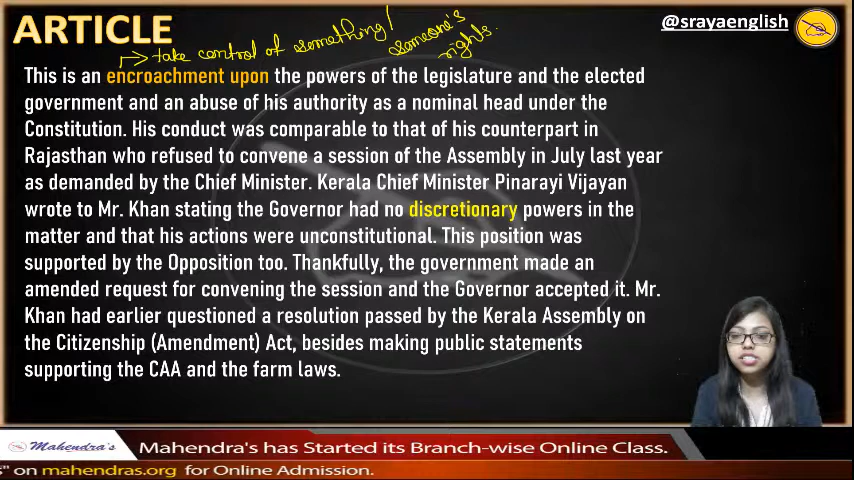 ARTICLE
@srayaenglish
take control of something/
someone's
rights.
This is an encroachment upon the powers of the legislature and the elected
government and an abuse of his authority as a nominal head under the
Constitution. His conduct was comparable to that of his counterpart in
Rajasthan who refused to convene a session of the Assembly in July last year
as demanded by the Chief Minister. Kerala Chief Minister Pinarayi Vijayan
wrote to Mr. Khan stating the Governor had no discretionary powers in the
matter and that his actions were unconstitutional. This position was
supported by the Opposition too. Thankfully, the government made an
amended request for convening the session and the Governor accepted it. Mr.
Khan had earlier questioned a resolution passed by the Kerala Assembly on
the Citizenship (Amendment) Act, besides making public statements
supporting the CAA and the farm laws.
Mahendra's
Mahendra's has Started its Branch-wise Online Class.
s" on mahendras.org for Online Admission.